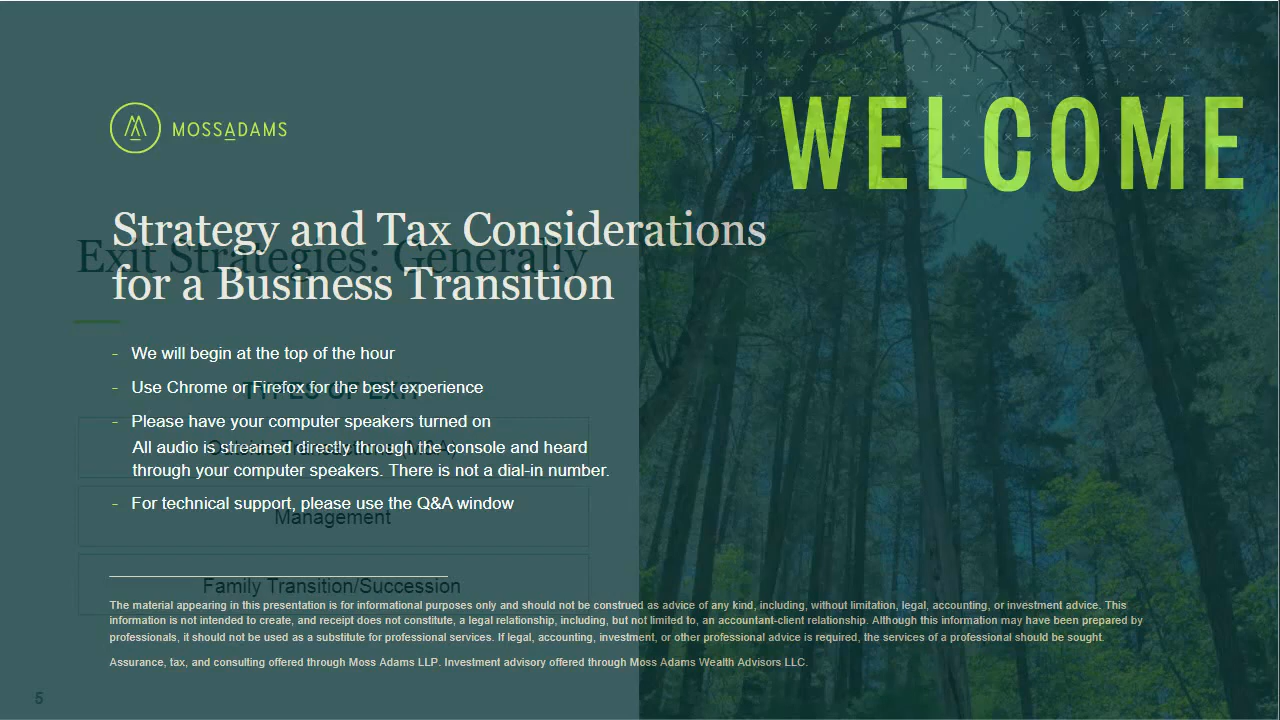 WELCOME
MOSSADAMS
Strategy and Tax Considerations
for a Business Transition
Exit Strategies: Generally
- We will begin at the top of the hour
- Use Chrome or Firefox for the best experience
TYPES OF EXIT
- Please have your computer speakers turned on
All audio is streamed directly through the console and heard
through your computer speakers. There is not a dial-in number.
- For technical support, please use the Q&A window
Management
Family Transition/Succession
The material appearing in this presentation is for informational purposes only and should not be construed as advice of any kind, including, without limitation, legal, accounting, or investment advice. This
information is not intended to create, and receipt does not constitute, a legal relationship, including, but not limited to, an accountant-client relationship. Although this information may have been prepared by
professionals, it should not be used as a substitute for professional services. If legal, accounting, investment, or other professional advice is required, the services of a professional should be sought.
Assurance, tax, and consulting offered through Moss Adams LLP. Investment advisory offered through Moss Adams Wealth Advisors LLC.
5